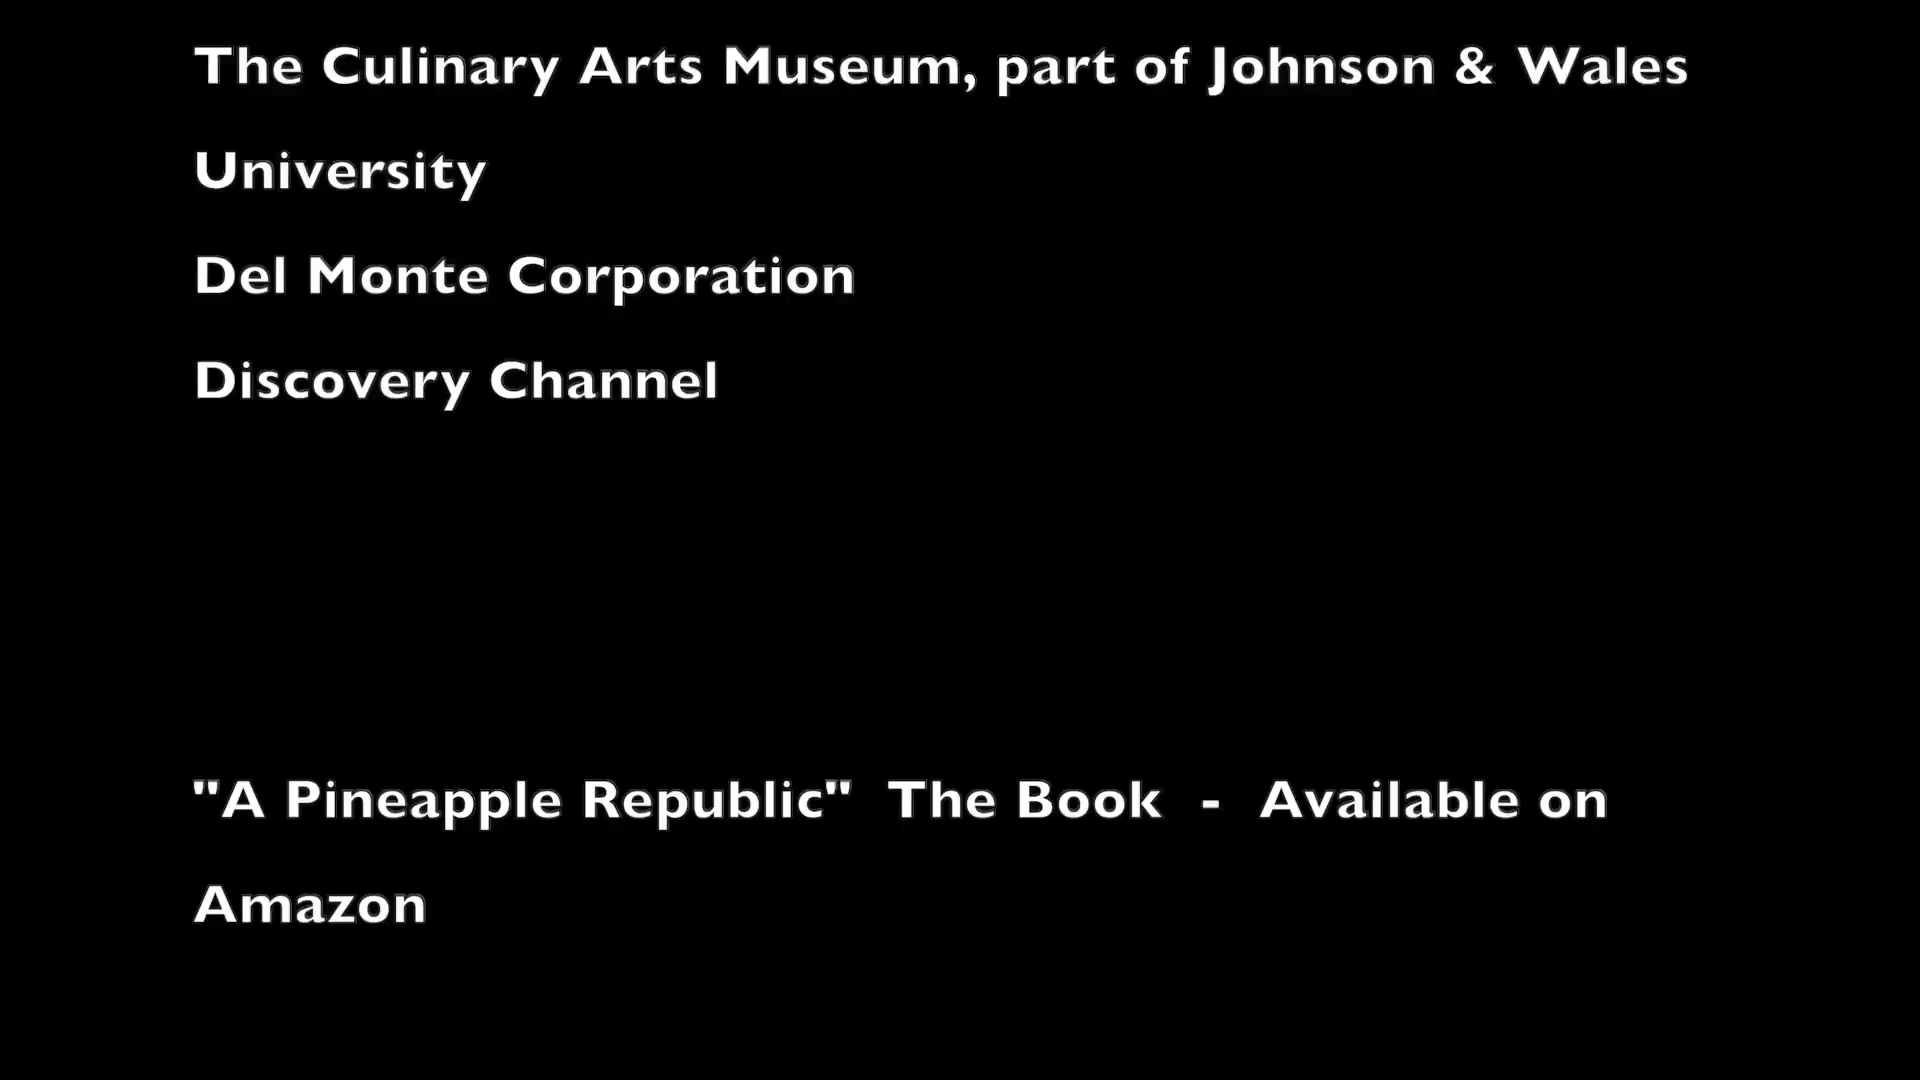 The Culinary Arts Museum, part of Johnson & Wales
University
Del Monte Corporation
Discovery Channel
"A Pineapple Republic"  The Book  -  Available on
Amazon